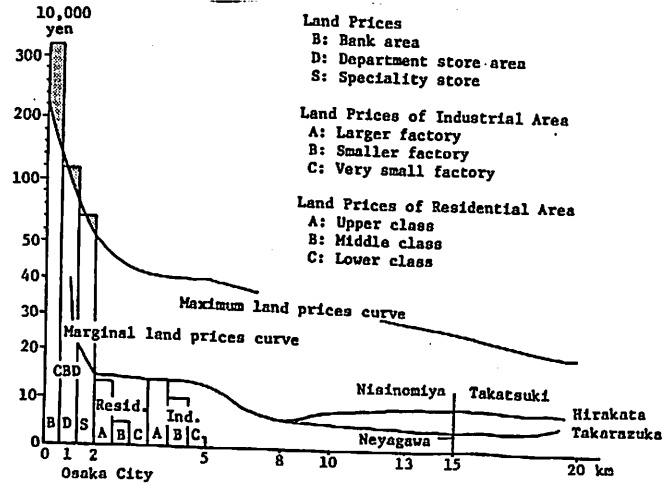 10,000
yen
300
200
100
50
40
30
20
10
0
Land Prices
B: Bank area
D: Department store area
S: Speciality store
Land Prices of Industrial Area
A: Larger factory
B: Smaller factory
C: Very small factory
Land Prices of Residential Area
A: Upper class
B: Middle class
C: Lower class
Maximum land prices curve
Marginal land prices curve
CBD
Resid.
Ind.
B D S A B C A B C
Nisinomiya Takatsuki
Hirakata
Neyagawa Takarazuka
0 1 2 5 8 10 13 15 20 km
Osaka City